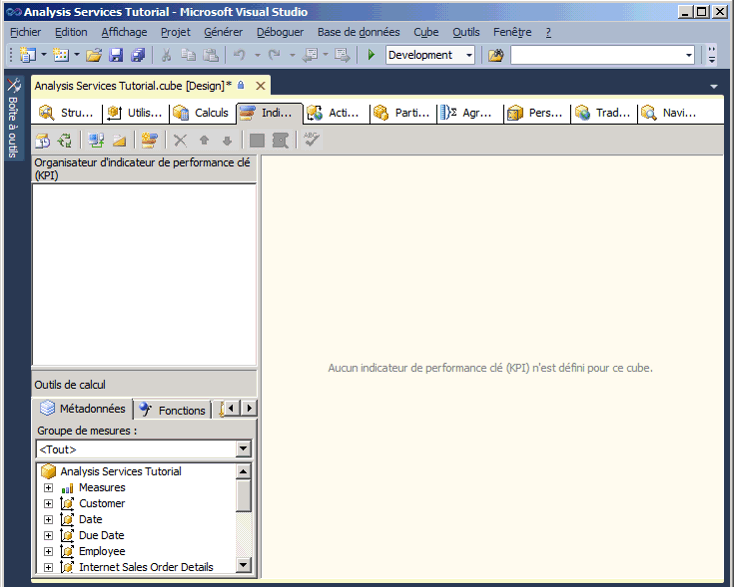 Analysis Services Tutorial - Microsoft Visual Studio
Fichier Edition Affichage Projet Générer Déboguer Base de données Cube Outils Fenêtre ?
Development
Analysis Services Tutorial.cube [Design]*
Boîte à outils
Stru... Utilis... Calculs Indi... Acti... Parti... Agr... Pers... Trad... Navi...
Organisateur d'indicateur de performance clé
(KPI)
Aucun indicateur de performance clé (KPI) n'est défini pour ce cube.
Outils de calcul
Métadonnées Fonctions
Groupe de mesures :
<Tout>
Analysis Services Tutorial
Measures
Customer
Date
Due Date
Employee
Internet Sales Order Details